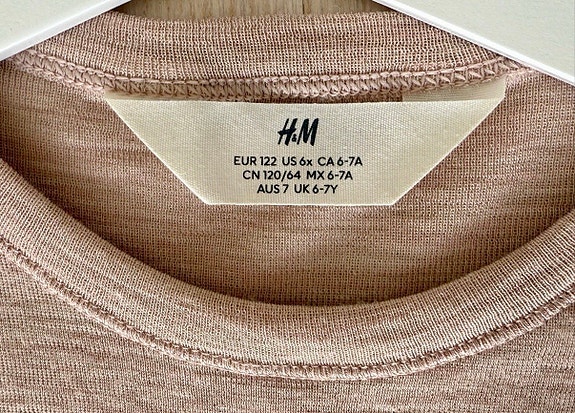 H&M
EUR 122 US 6x CA 6-7A
CN 120/64 MX 6-7A
AUS 7 UK 6-7Y